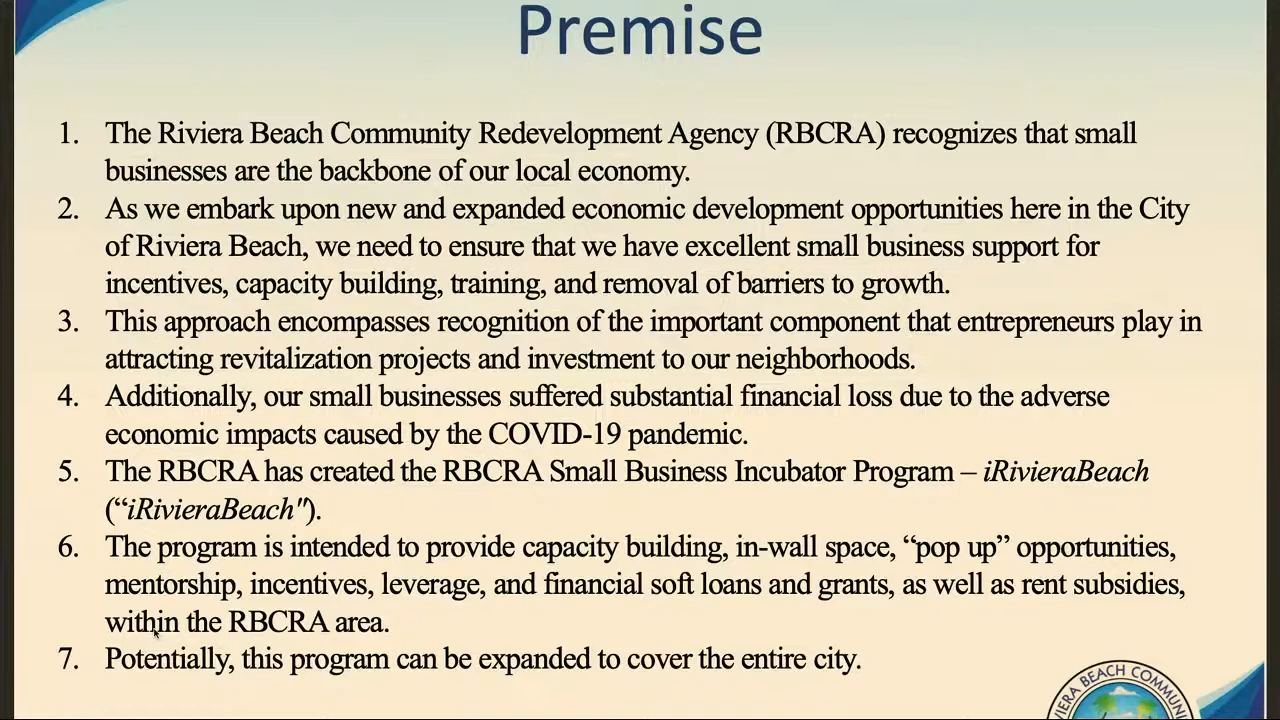 Premise
1. The Riviera Beach Community Redevelopment Agency (RBCRA) recognizes that small
businesses are the backbone of our local economy.
2. As we embark upon new and expanded economic development opportunities here in the City
of Riviera Beach, we need to ensure that we have excellent small business support for
incentives, capacity building, training, and removal of barriers to growth.
3. This approach encompasses recognition of the important component that entrepreneurs play in
attracting revitalization projects and investment to our neighborhoods.
4. Additionally, our small businesses suffered substantial financial loss due to the adverse
economic impacts caused by the COVID-19 pandemic.
5. The RBCRA has created the RBCRA Small Business Incubator Program – iRivieraBeach
(“iRivieraBeach").
6. The program is intended to provide capacity building, in-wall space, “pop up” opportunities,
mentorship, incentives, leverage, and financial soft loans and grants, as well as rent subsidies,
within the RBCRA area.
7. Potentially, this program can be expanded to cover the entire city.
BEACH